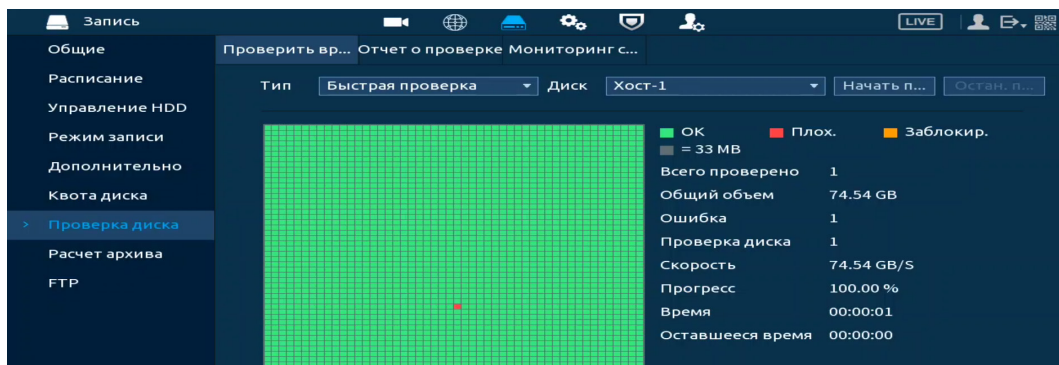 Запись
LIVE
Общие
Расписание
Управление HDD
Режим записи
Дополнительно
Квота диска
> Проверка диска
Расчет архива
FTP
Проверить вр... Отчет о проверке Мониторинг с...
Тип Быстрая проверка Диск Хост-1 Начать п... Остан. п...
OK Плох. Заблокир.
= 33 MB
Всего проверено 1
Общий объем 74.54 GB
Ошибка 1
Проверка диска 1
Скорость 74.54 GB/S
Прогресс 100.00 %
Время 00:00:01
Оставшееся время 00:00:00